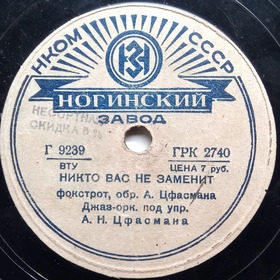 НКОМ СССР
НОГИНСКИЙ
ЗАВОД
НЕСОРТНАЯ
СКИДКА
Г 9239
ГРК 2740
ВТУ
ЦЕНА 7 руб.
НИКТО ВАС НЕ ЗАМЕНИТ
фокстрот, обр. А. Цфасмана
Джаз-орк. под упр.
А. Н. Цфасмана